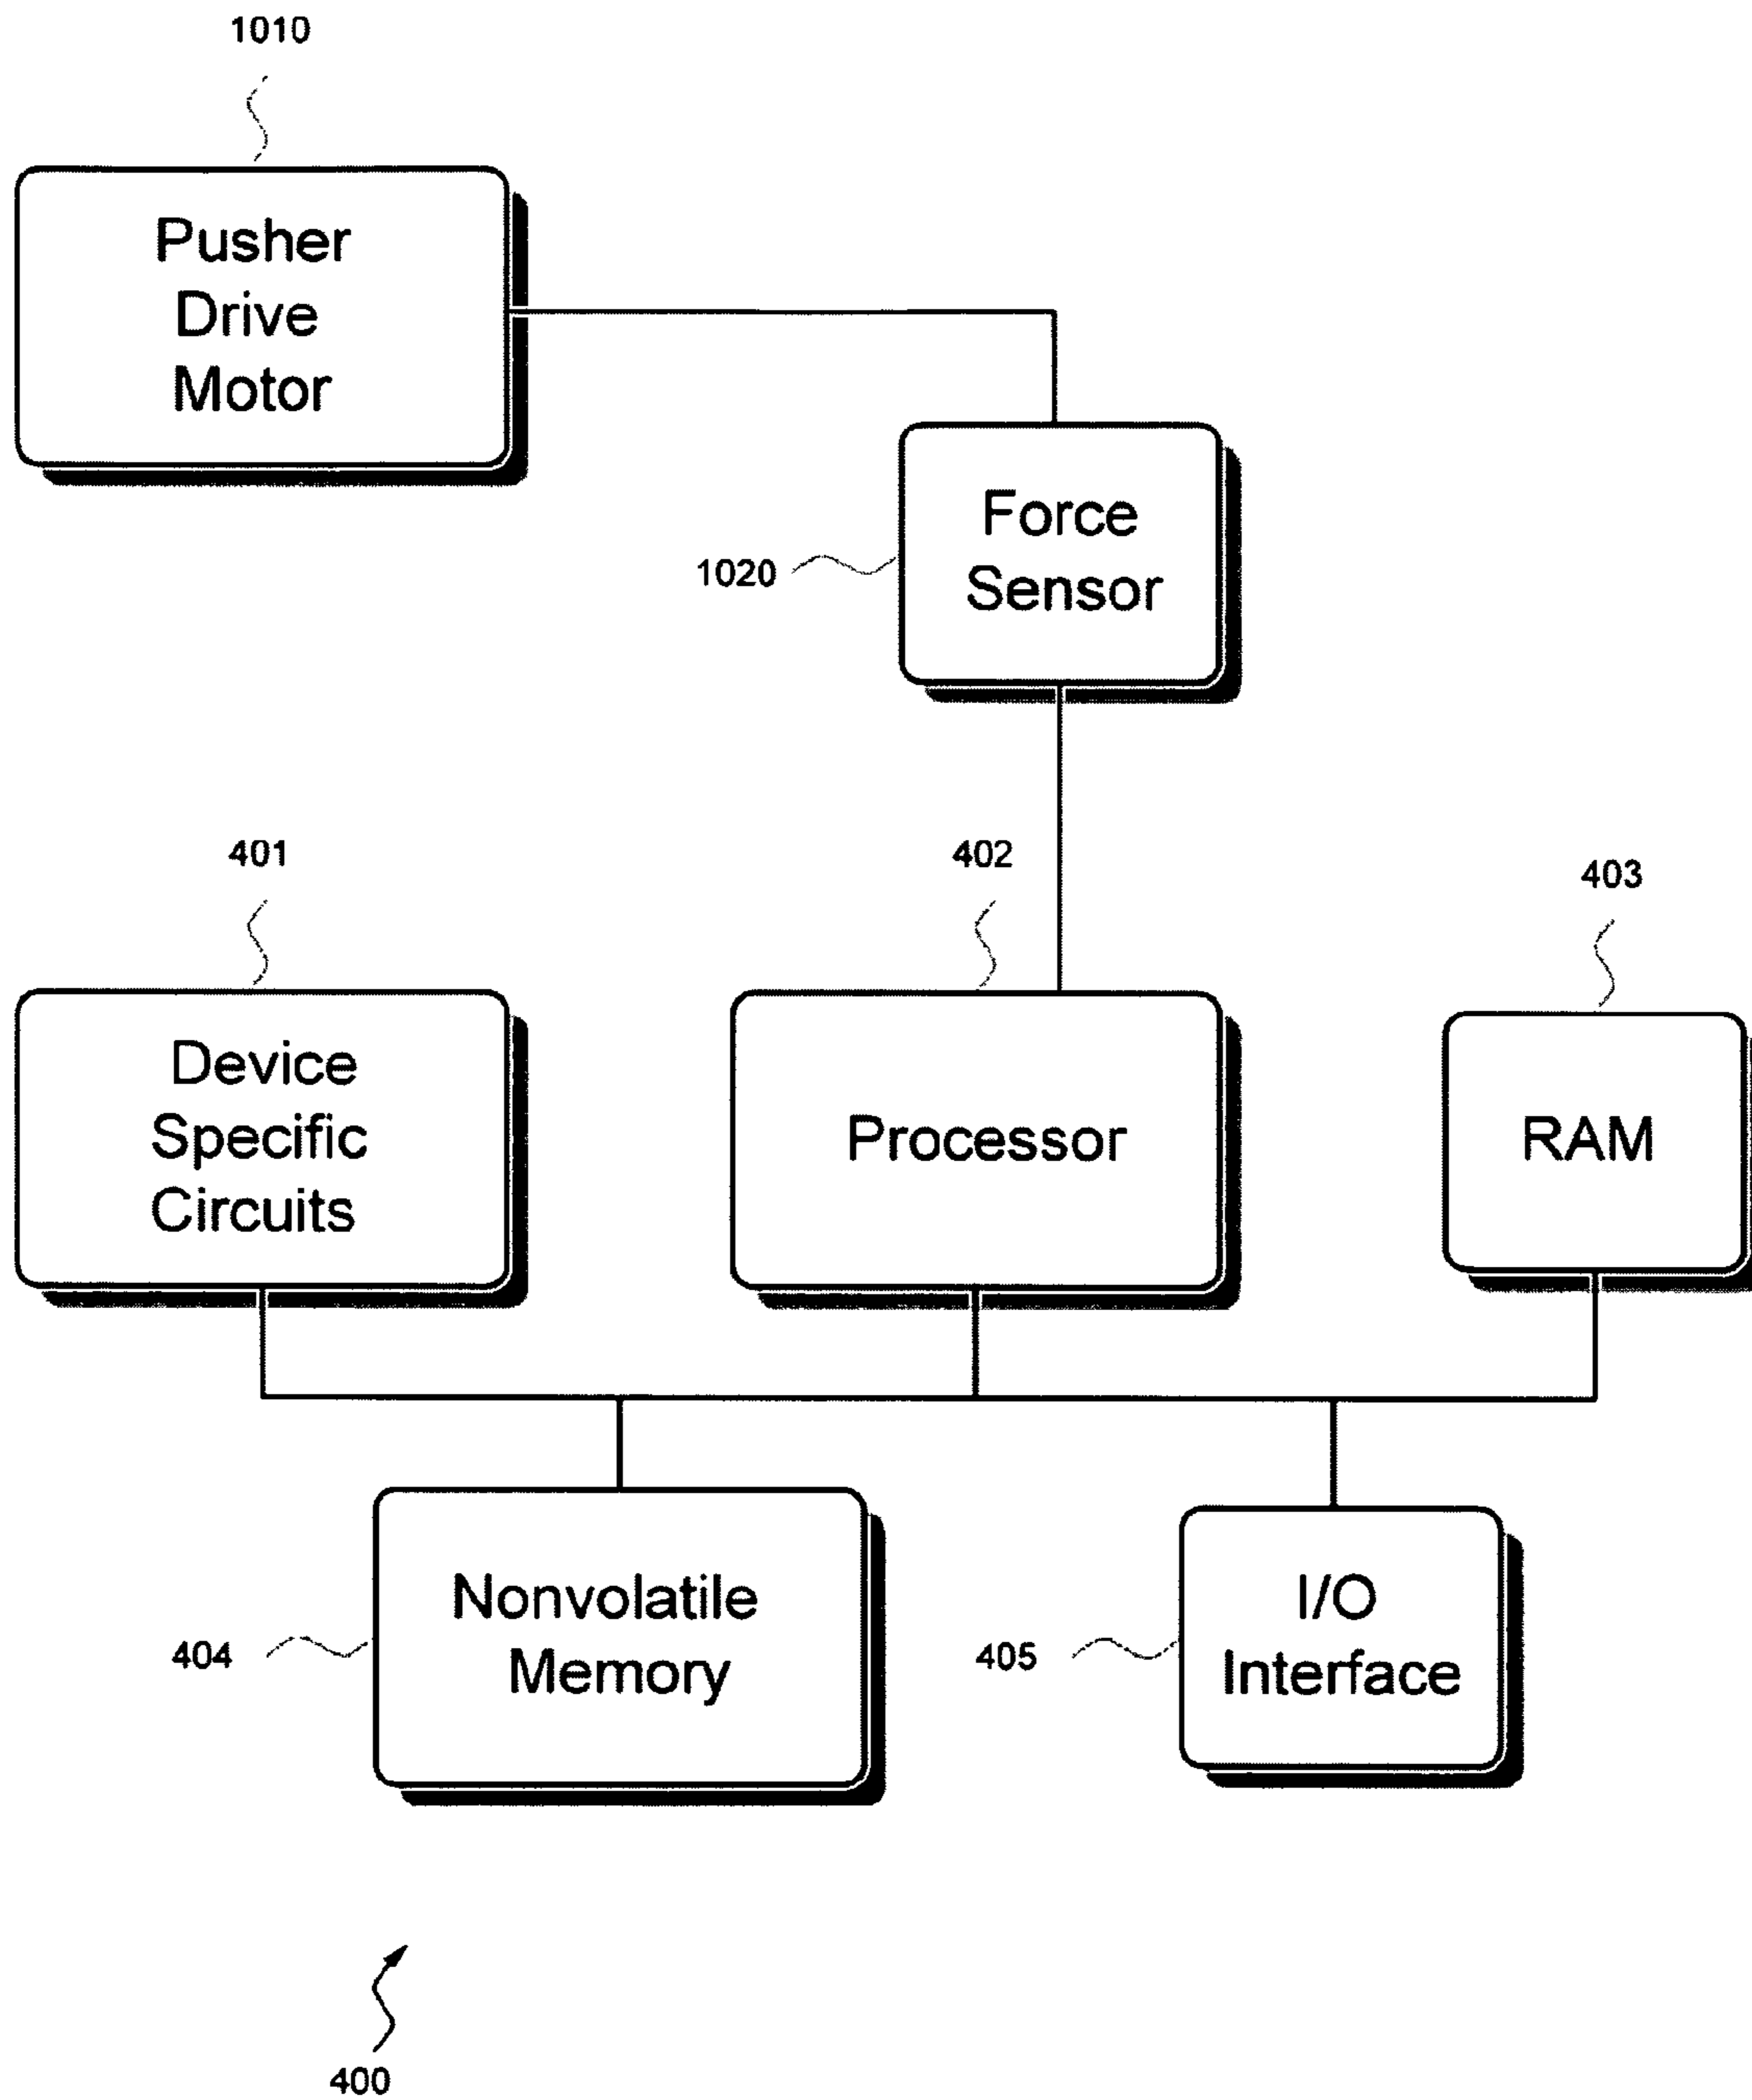 1010
Pusher
Drive
Motor
Force
Sensor
1020
401
402
403
Device
Specific
Circuits
Processor
RAM
Nonvolatile
Memory
404
I/O
Interface
405
400